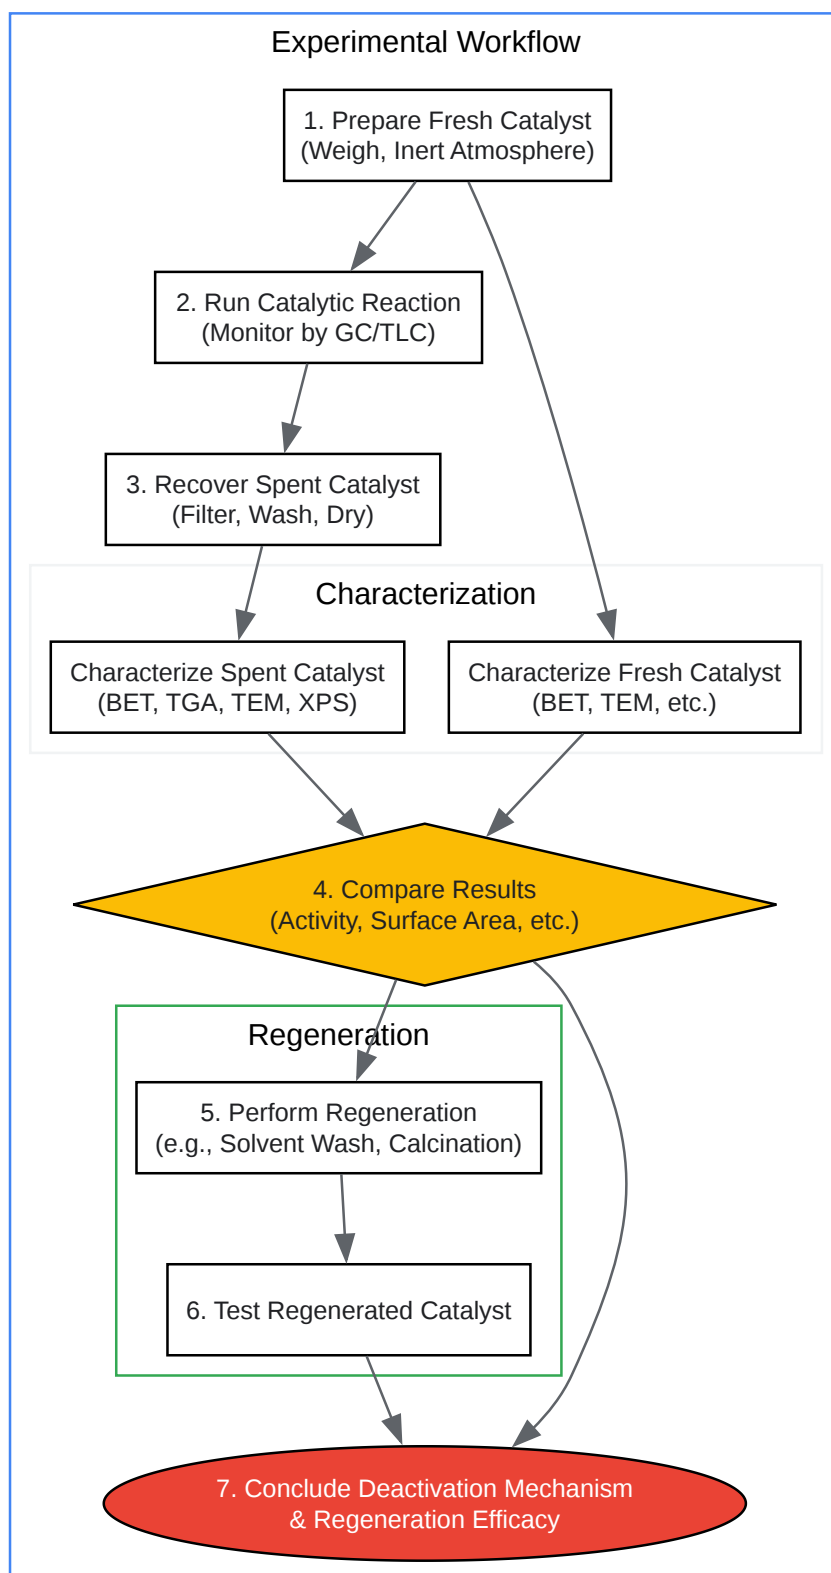 Experimental Workflow
1. Prepare Fresh Catalyst
(Weigh, Inert Atmosphere)
2. Run Catalytic Reaction
(Monitor by GC/TLC)
3. Recover Spent Catalyst
(Filter, Wash, Dry)
Characterization
Characterize Spent Catalyst
(BET, TGA, TEM, XPS)
Characterize Fresh Catalyst
(BET, TEM, etc.)
4. Compare Results
(Activity, Surface Area, etc.)
Regeneration
5. Perform Regeneration
(e.g., Solvent Wash, Calcination)
6. Test Regenerated Catalyst
7. Conclude Deactivation Mechanism
& Regeneration Efficacy